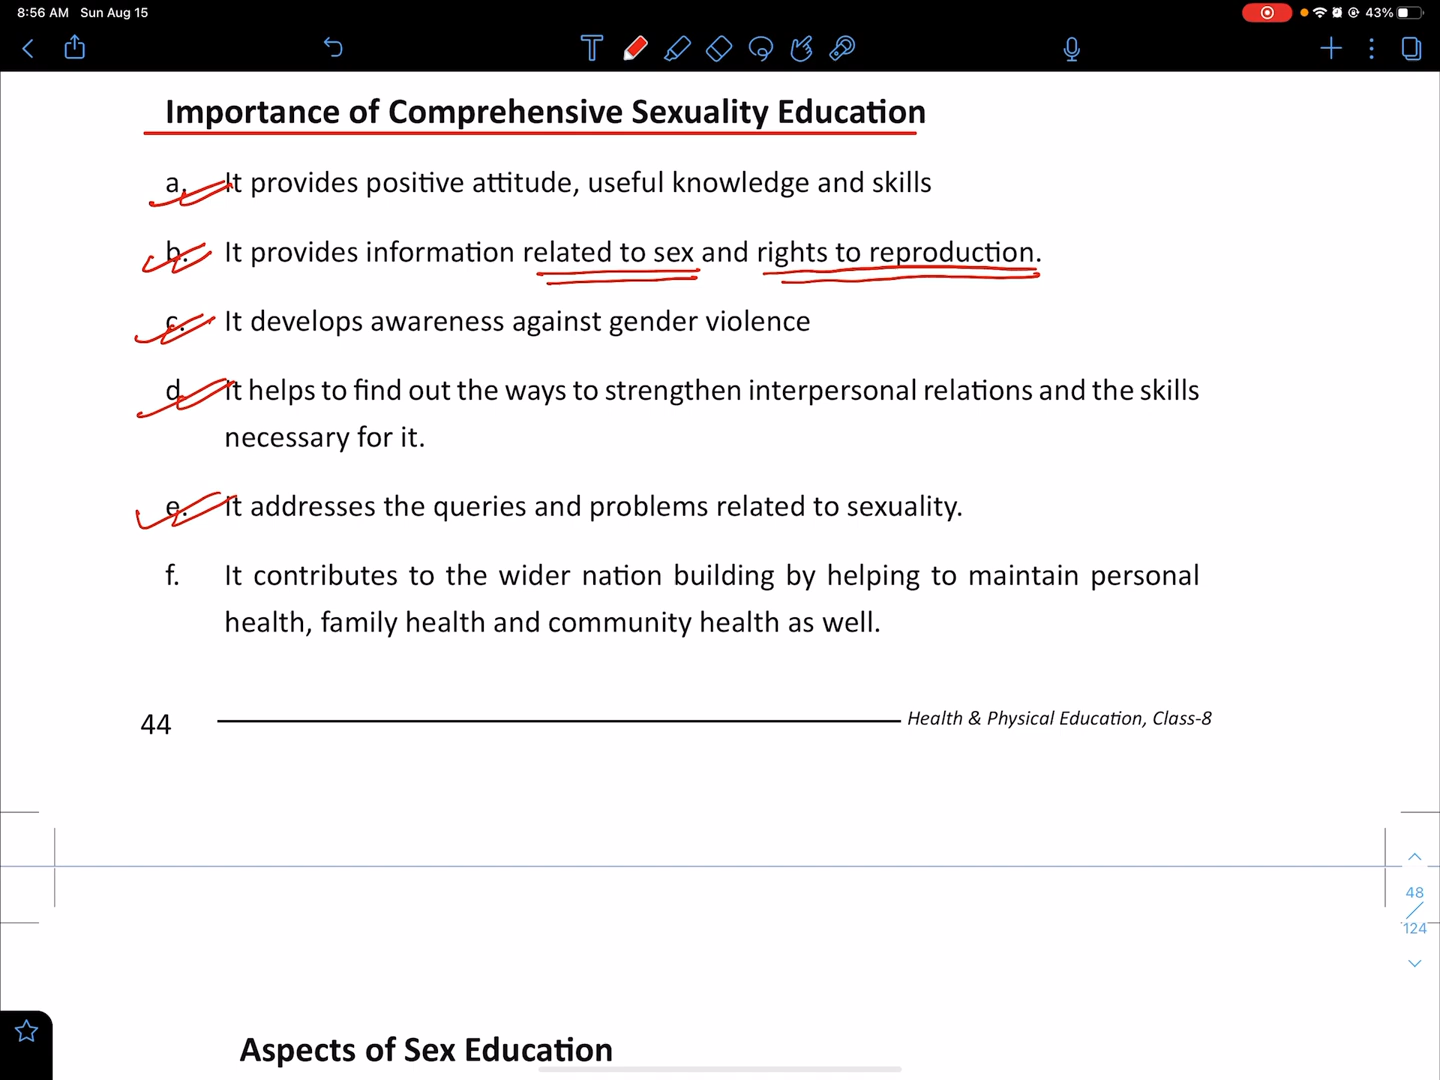 8:56 AM Sun Aug 15
43%
Importance of Comprehensive Sexuality Education
a. It provides positive attitude, useful knowledge and skills
b. It provides information related to sex and rights to reproduction.
c. It develops awareness against gender violence
d. It helps to find out the ways to strengthen interpersonal relations and the skills
necessary for it.
e. It addresses the queries and problems related to sexuality.
f. It contributes to the wider nation building by helping to maintain personal
health, family health and community health as well.
44 Health & Physical Education, Class-8
48
124
Aspects of Sex Education